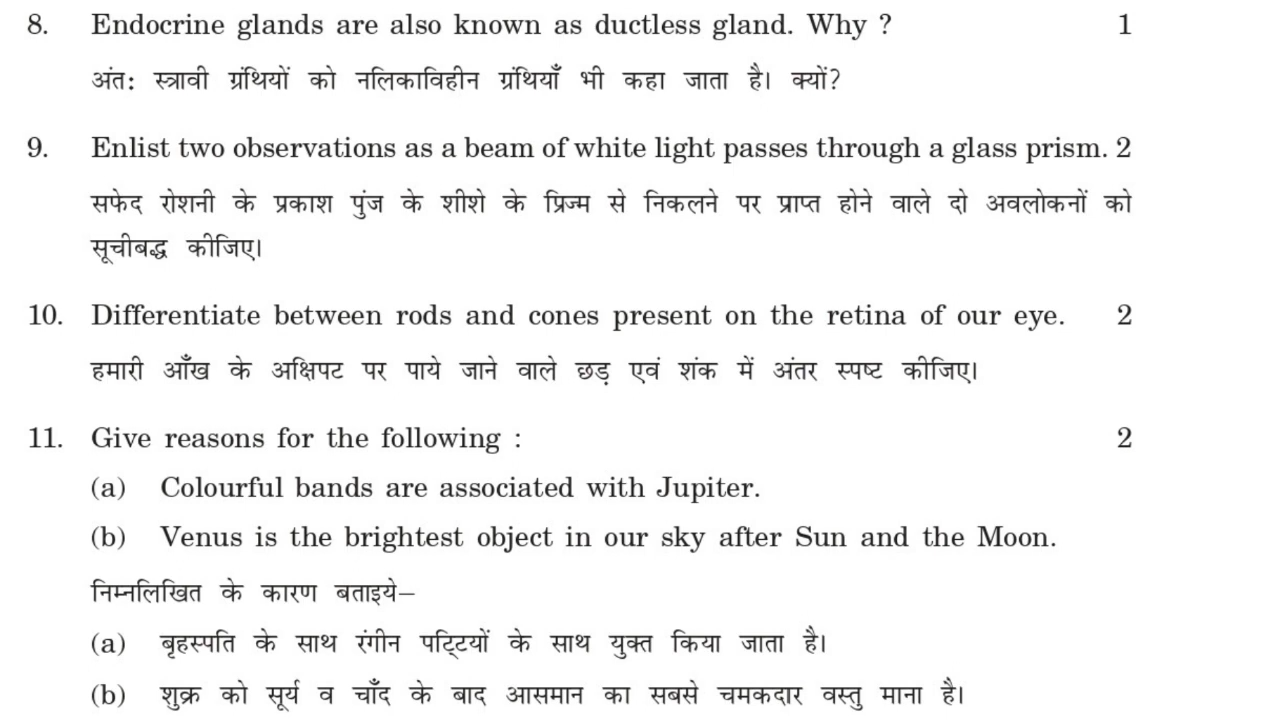 8. Endocrine glands are also known as ductless gland. Why ? 1
अंत: स्त्रावी ग्रंथियों को नलिकाविहीन ग्रंथियाँ भी कहा जाता है। क्यों?
9. Enlist two observations as a beam of white light passes through a glass prism. 2
सफेद रोशनी के प्रकाश पुंज के शीशे के प्रिज्म से निकलने पर प्राप्त होने वाले दो अवलोकनों को
सूचीबद्ध कीजिए।
10. Differentiate between rods and cones present on the retina of our eye. 2
हमारी आँख के अक्षिपट पर पाये जाने वाले छड़ एवं शंक में अंतर स्पष्ट कीजिए।
11. Give reasons for the following : 2
(a) Colourful bands are associated with Jupiter.
(b) Venus is the brightest object in our sky after Sun and the Moon.
निम्नलिखित के कारण बताइये–
(a) बृहस्पति के साथ रंगीन पट्टियों के साथ युक्त किया जाता है।
(b) शुक्र को सूर्य व चाँद के बाद आसमान का सबसे चमकदार वस्तु माना है।